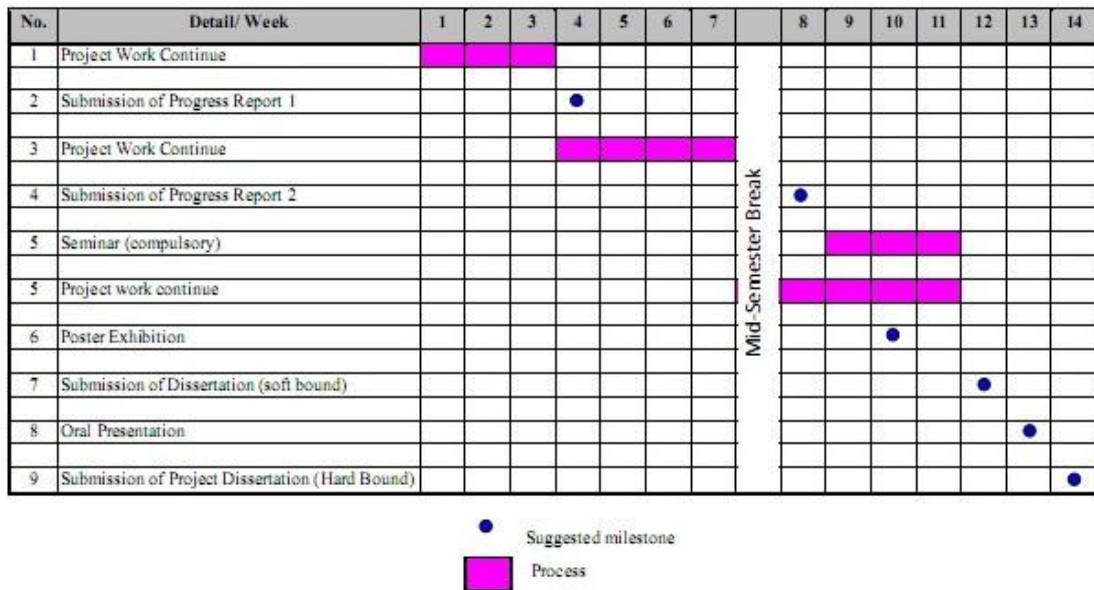 No. Detail/ Week 1 2 3 4 5 6 7 8 9 10 11 12 13 14
1 Project Work Continue
2 Submission of Progress Report 1
3 Project Work Continue
4 Submission of Progress Report 2
5 Seminar (compulsory)
5 Project work continue
6 Poster Exhibition
7 Submission of Dissertation (soft bound)
8 Oral Presentation
9 Submission of Project Dissertation (Hard Bound)
Mid-Semester Break
Suggested milestone
Process